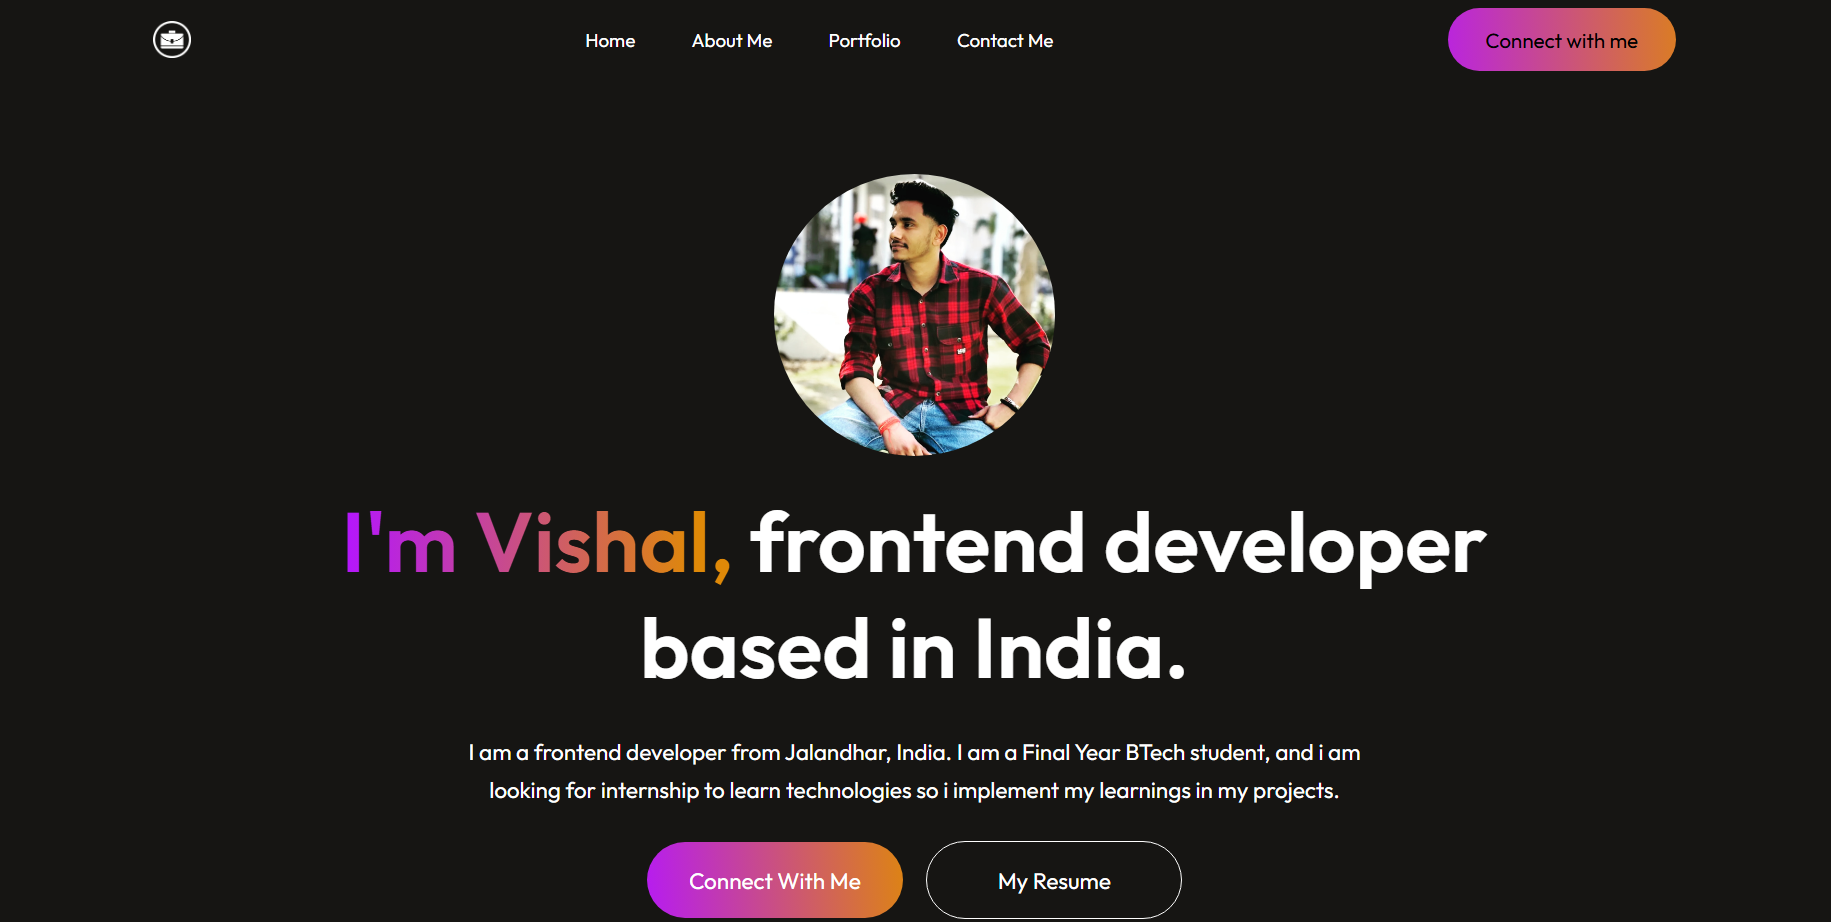 Home About Me Portfolio Contact Me Connect with me
I'm Vishal, frontend developer
based in India.
I am a frontend developer from Jalandhar, India. I am a Final Year BTech student, and i am
looking for internship to learn technologies so i implement my learnings in my projects.
Connect With Me My Resume